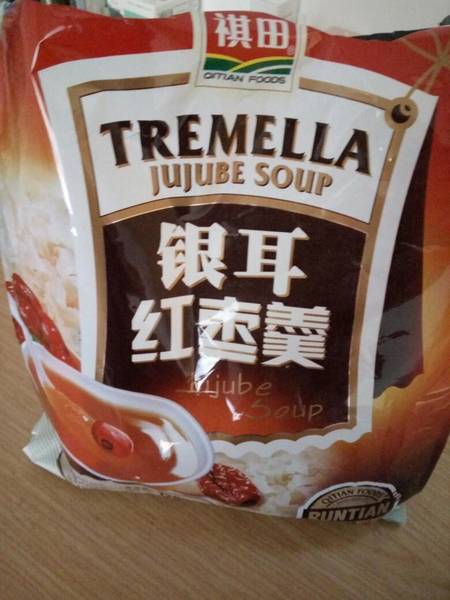 祺田®
QITIAN FOODS
TREMELLA
JUJUBE SOUP
银耳
红枣羹
Jujube
Soup
QITIAN FOODS
RUNTIAN